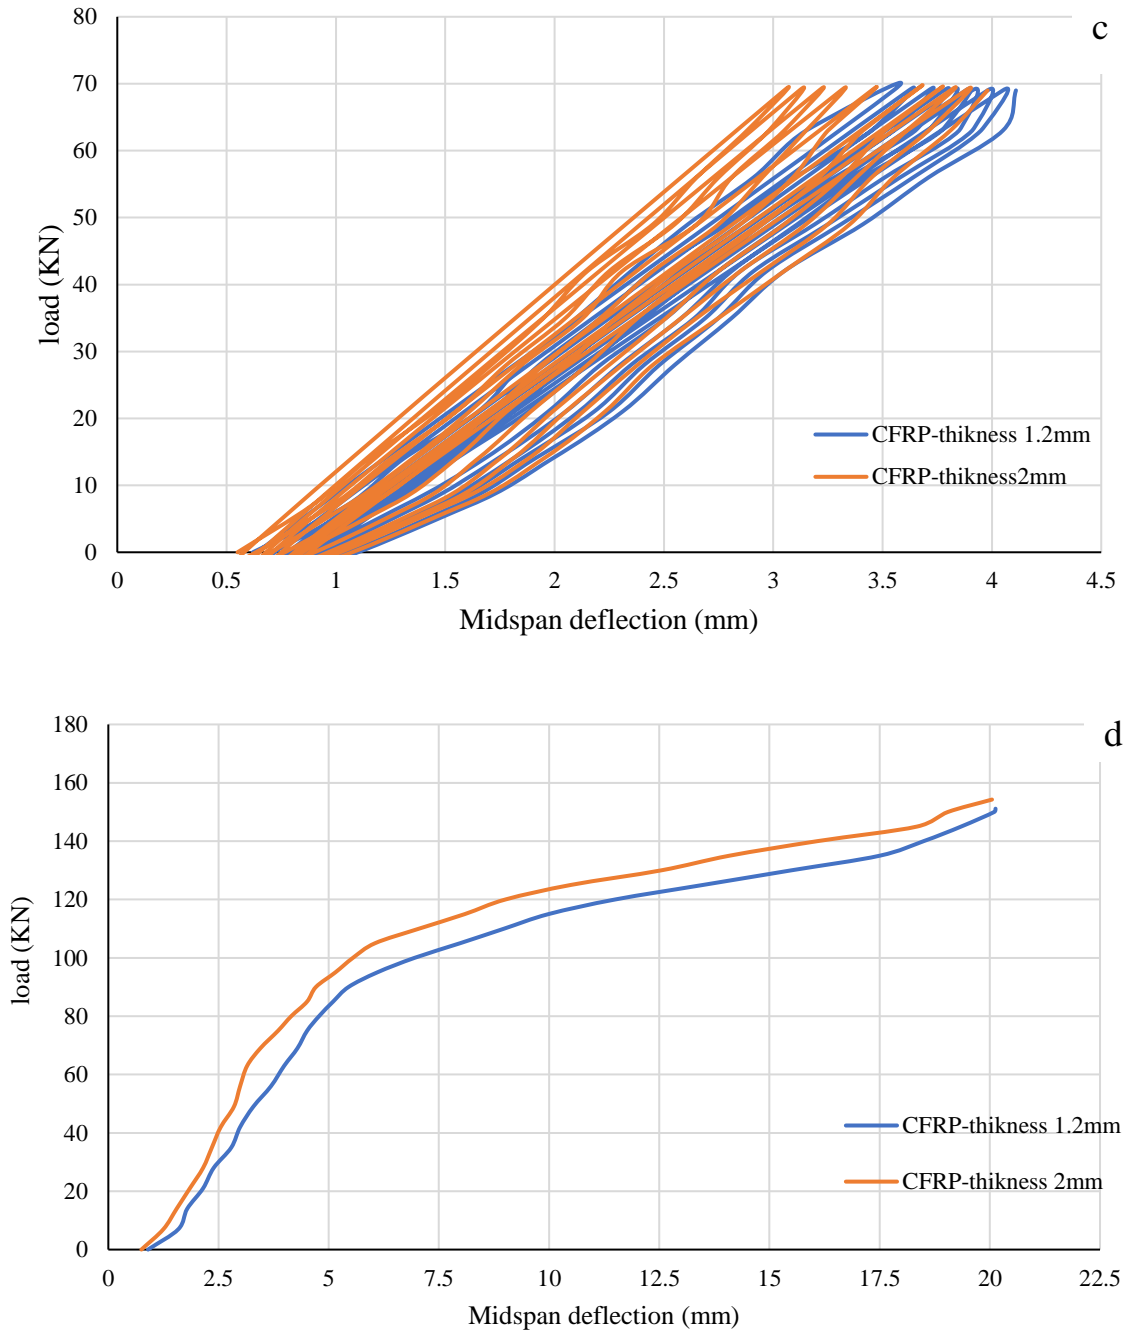 c
80
70
60
50
40
30
20
10
0
load (KN)
CFRP-thikness 1.2mm
CFRP-thickness2mm
0 0.5 1 1.5 2 2.5 3 3.5 4 4.5
Midspan deflection (mm)
d
180
160
140
120
100
80
60
40
20
0
load (KN)
CFRP-thikness 1.2mm
CFRP-thickness 2mm
0 2.5 5 7.5 10 12.5 15 17.5 20 22.5
Midspan deflection (mm)